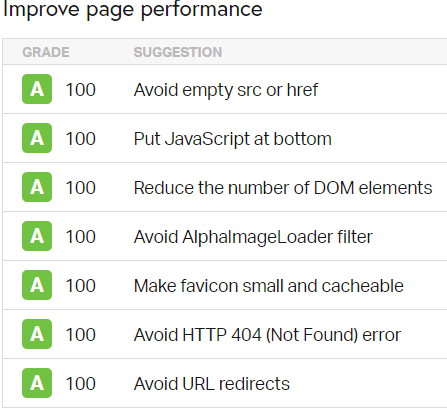 Improve page performance
GRADE SUGGESTION
A 100 Avoid empty src or href
A 100 Put JavaScript at bottom
A 100 Reduce the number of DOM elements
A 100 Avoid AlphaImageLoader filter
A 100 Make favicon small and cacheable
A 100 Avoid HTTP 404 (Not Found) error
A 100 Avoid URL redirects